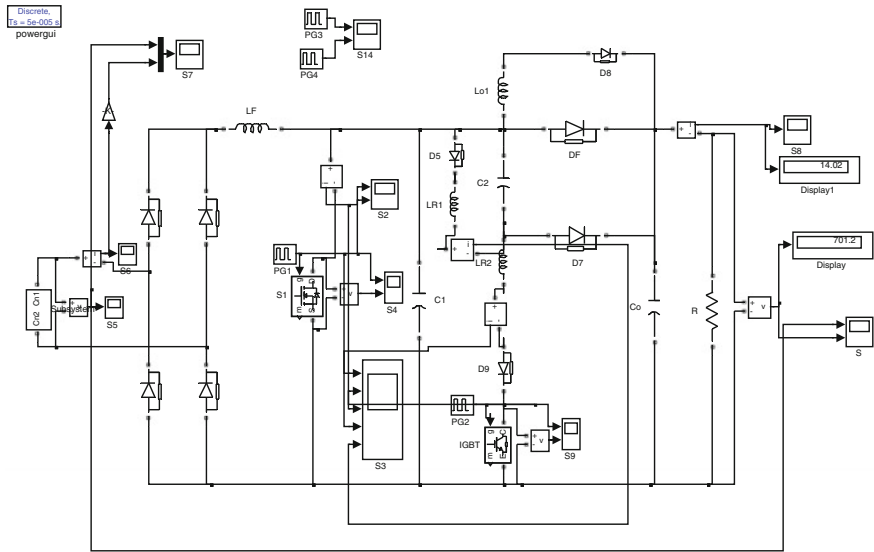 Discrete,
Ts = 5e-005 s
powergui
S7
PG3
PG4
S14
Lo1
D8
LF
D5
C2
DF
S8
14.02
Display1
LR1
S2
701.2
Display
PG1
S1
S4
C1
LR2
D7
S6
Cn1
Cn2
Subsystem
S5
Co
R
S
D9
PG2
S3
IGBT
S9